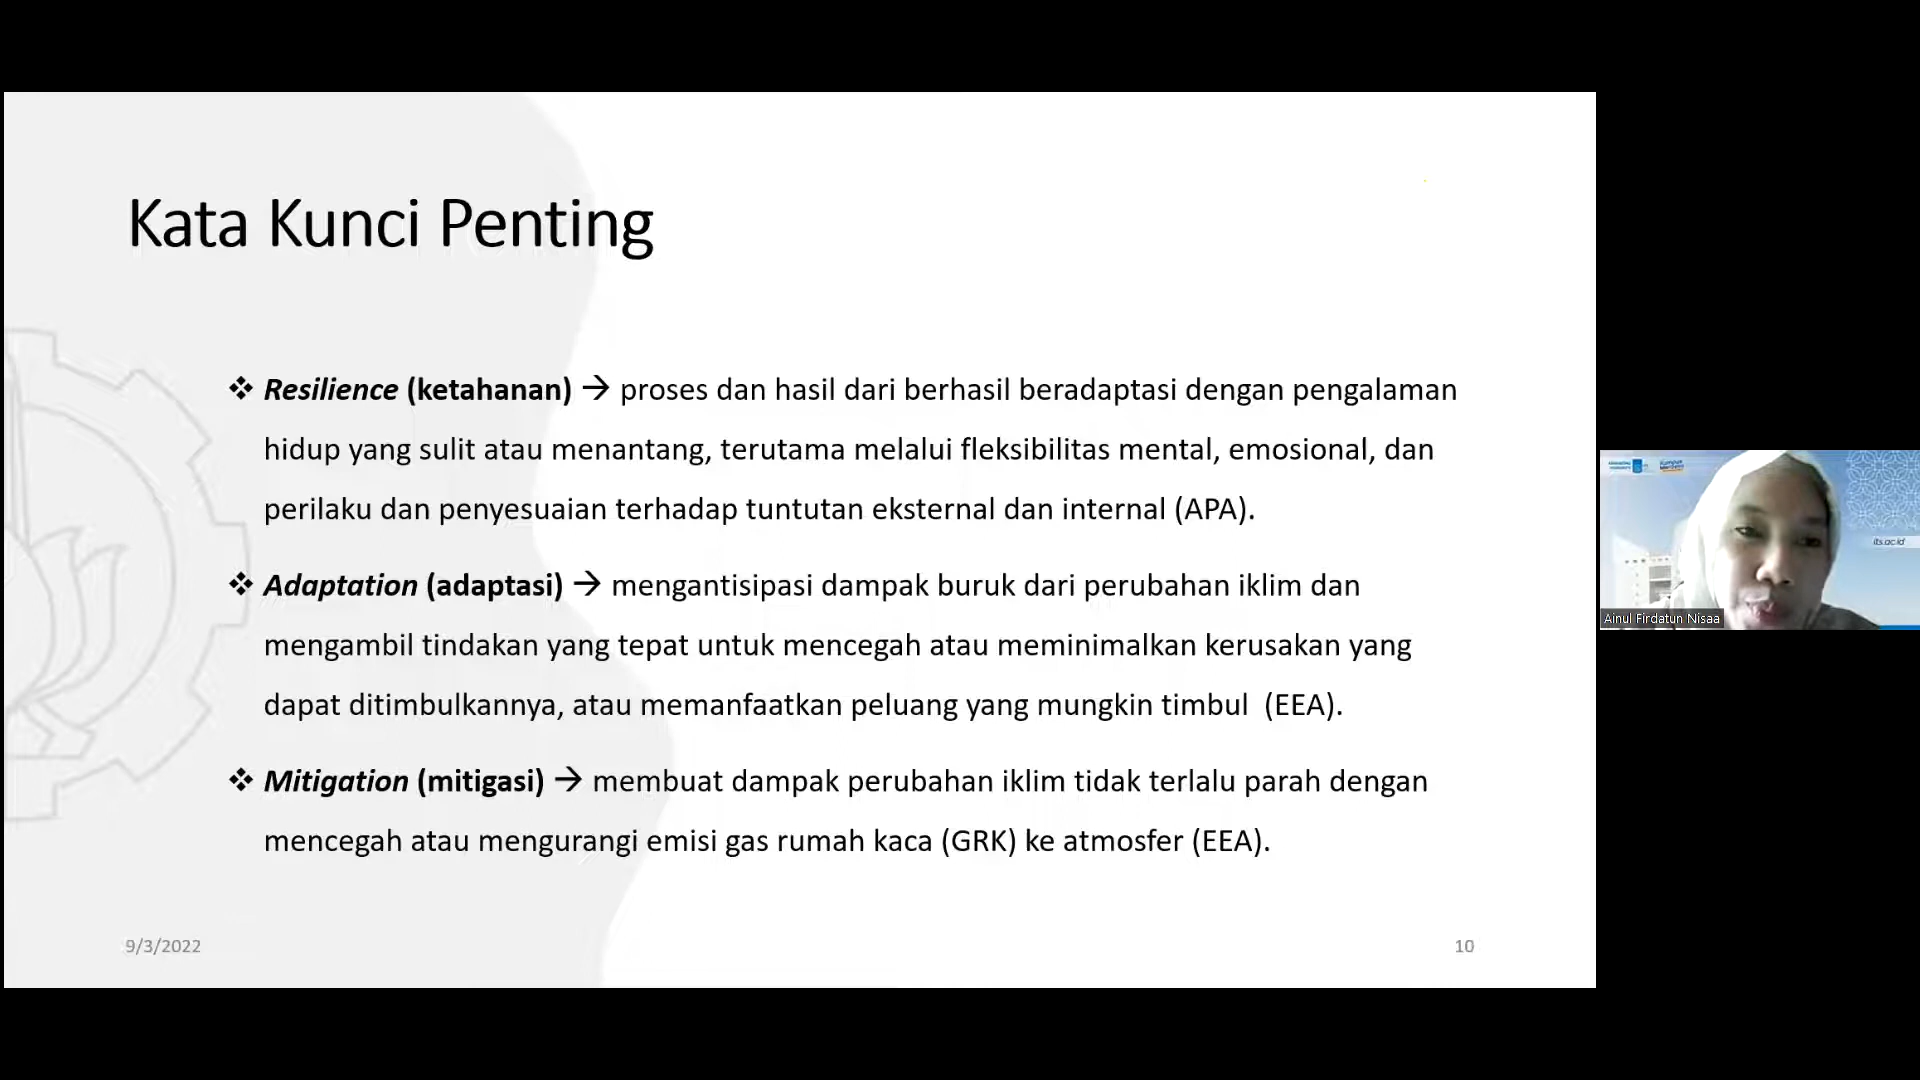 Kata Kunci Penting
❖ Resilience (ketahanan) → proses dan hasil dari berhasil beradaptasi dengan pengalaman
hidup yang sulit atau menantang, terutama melalui fleksibilitas mental, emosional, dan
perilaku dan penyesuaian terhadap tuntutan eksternal dan internal (APA).
❖ Adaptation (adaptasi) → mengantisipasi dampak buruk dari perubahan iklim dan
mengambil tindakan yang tepat untuk mencegah atau meminimalkan kerusakan yang
dapat ditimbulkannya, atau memanfaatkan peluang yang mungkin timbul (EEA).
❖ Mitigation (mitigasi) → membuat dampak perubahan iklim tidak terlalu parah dengan
mencegah atau mengurangi emisi gas rumah kaca (GRK) ke atmosfer (EEA).
9/3/2022
10
its.ac.id
Ainul Firdatun Nisaa